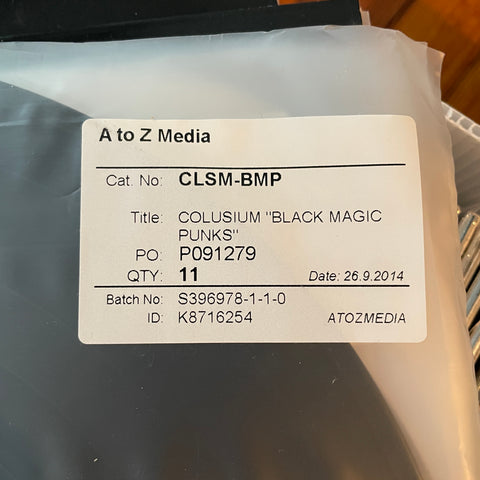 A to Z Media
Cat. No: CLSM-BMP
Title: COLUSIUM "BLACK MAGIC
PUNKS"
PO: P091279
QTY: 11 Date: 26.9.2014
Batch No: S396978-1-1-0
ID: K8716254 ATOZMEDIA